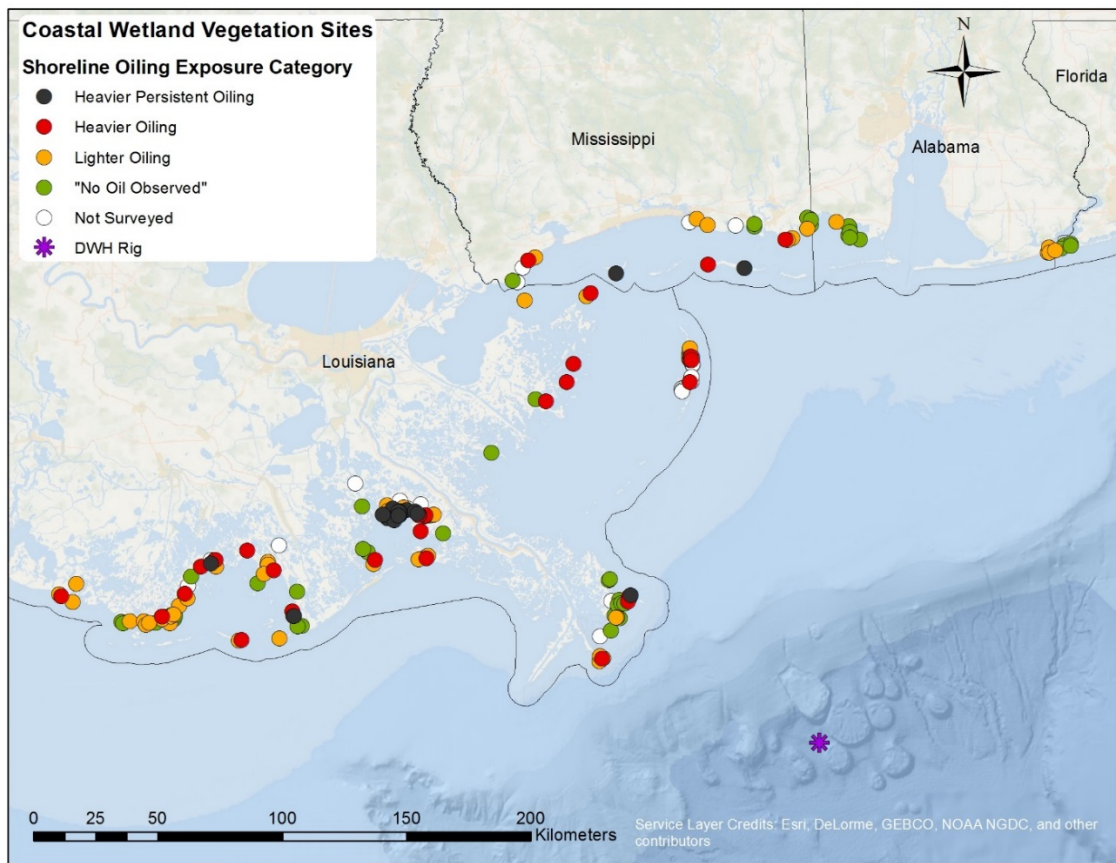 Coastal Wetland Vegetation Sites
Shoreline Oiling Exposure Category
Heavier Persistent Oiling
Heavier Oiling
Lighter Oiling
"No Oil Observed"
Not Surveyed
DWH Rig
N
Florida
Mississippi
Alabama
Louisiana
0 25 50 100 150 200
Kilometers
Service Layer Credits: Esri, DeLorme, GEBCO, NOAA NGDC, and other
contributors